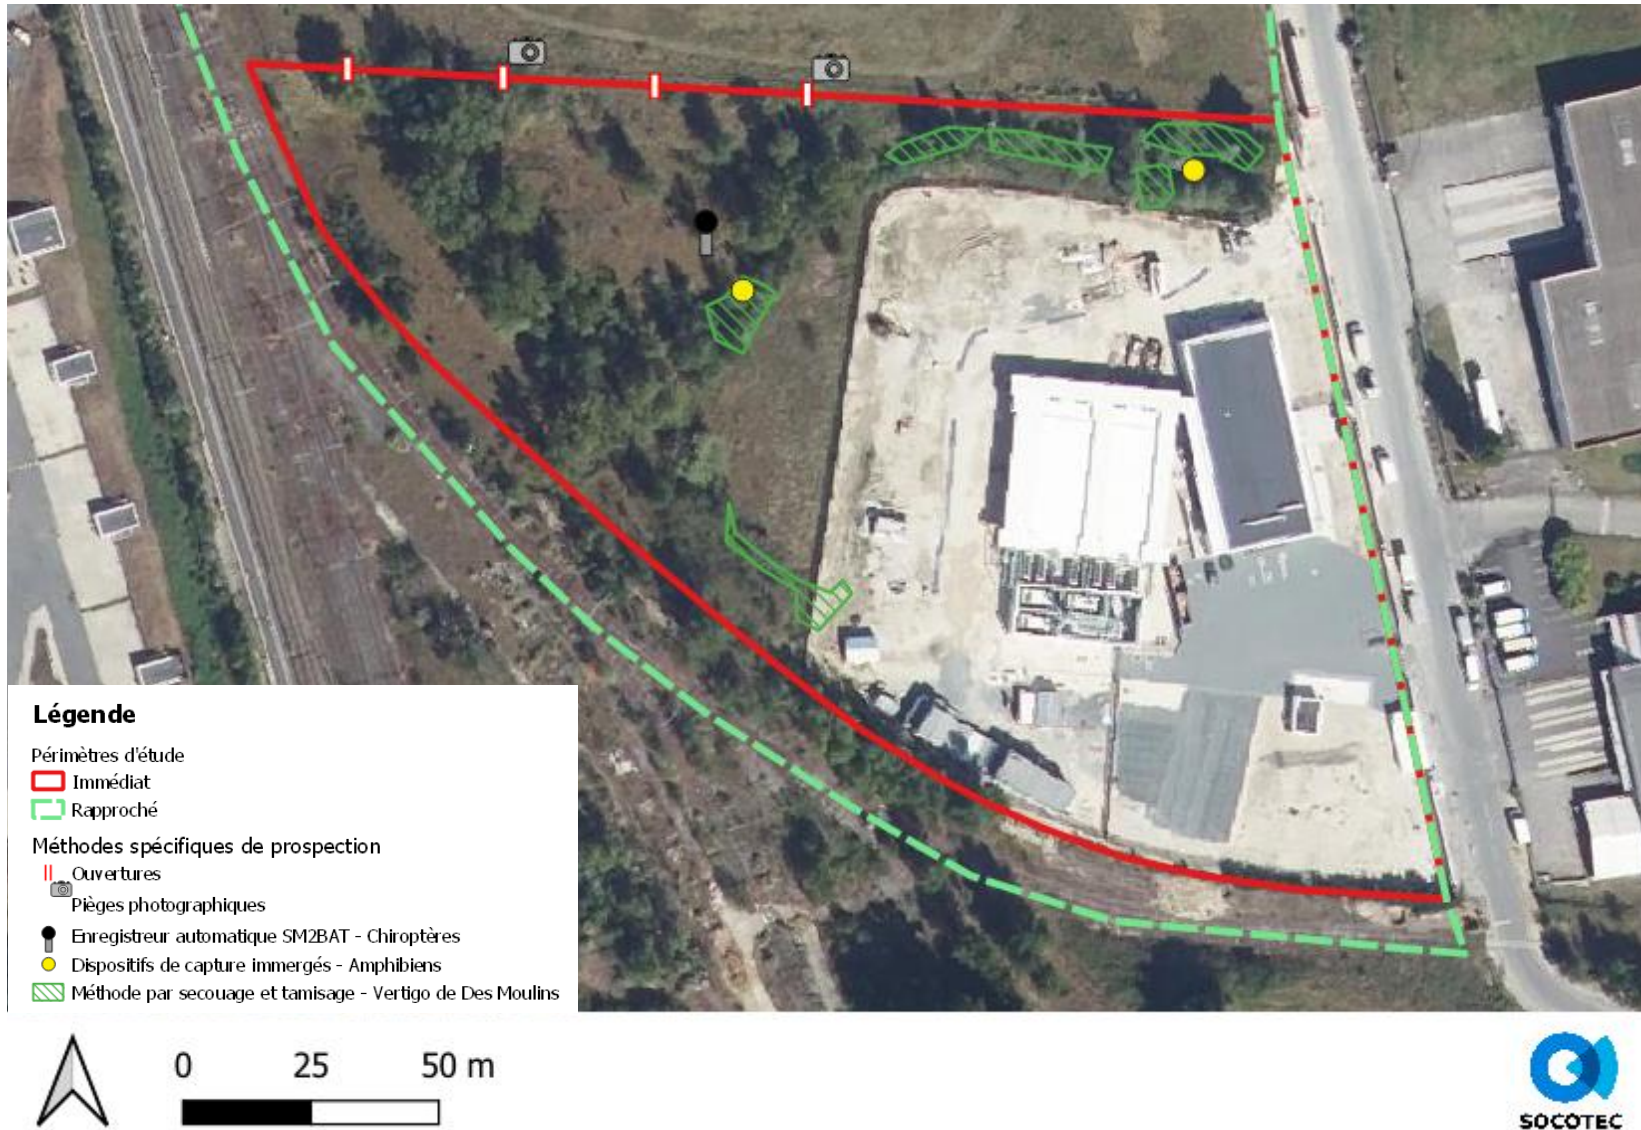 Légende
Périmètres d'étude
Immédiat
Rapproché
Méthodes spécifiques de prospection
Ouvertures
Pièges photographiques
Enregistreur automatique SM2BAT - Chiroptères
Dispositifs de capture immergés - Amphibiens
Méthode par secouage et tamisage - Vertigo de Des Moulins
0 25 50 m
SOCOTEC